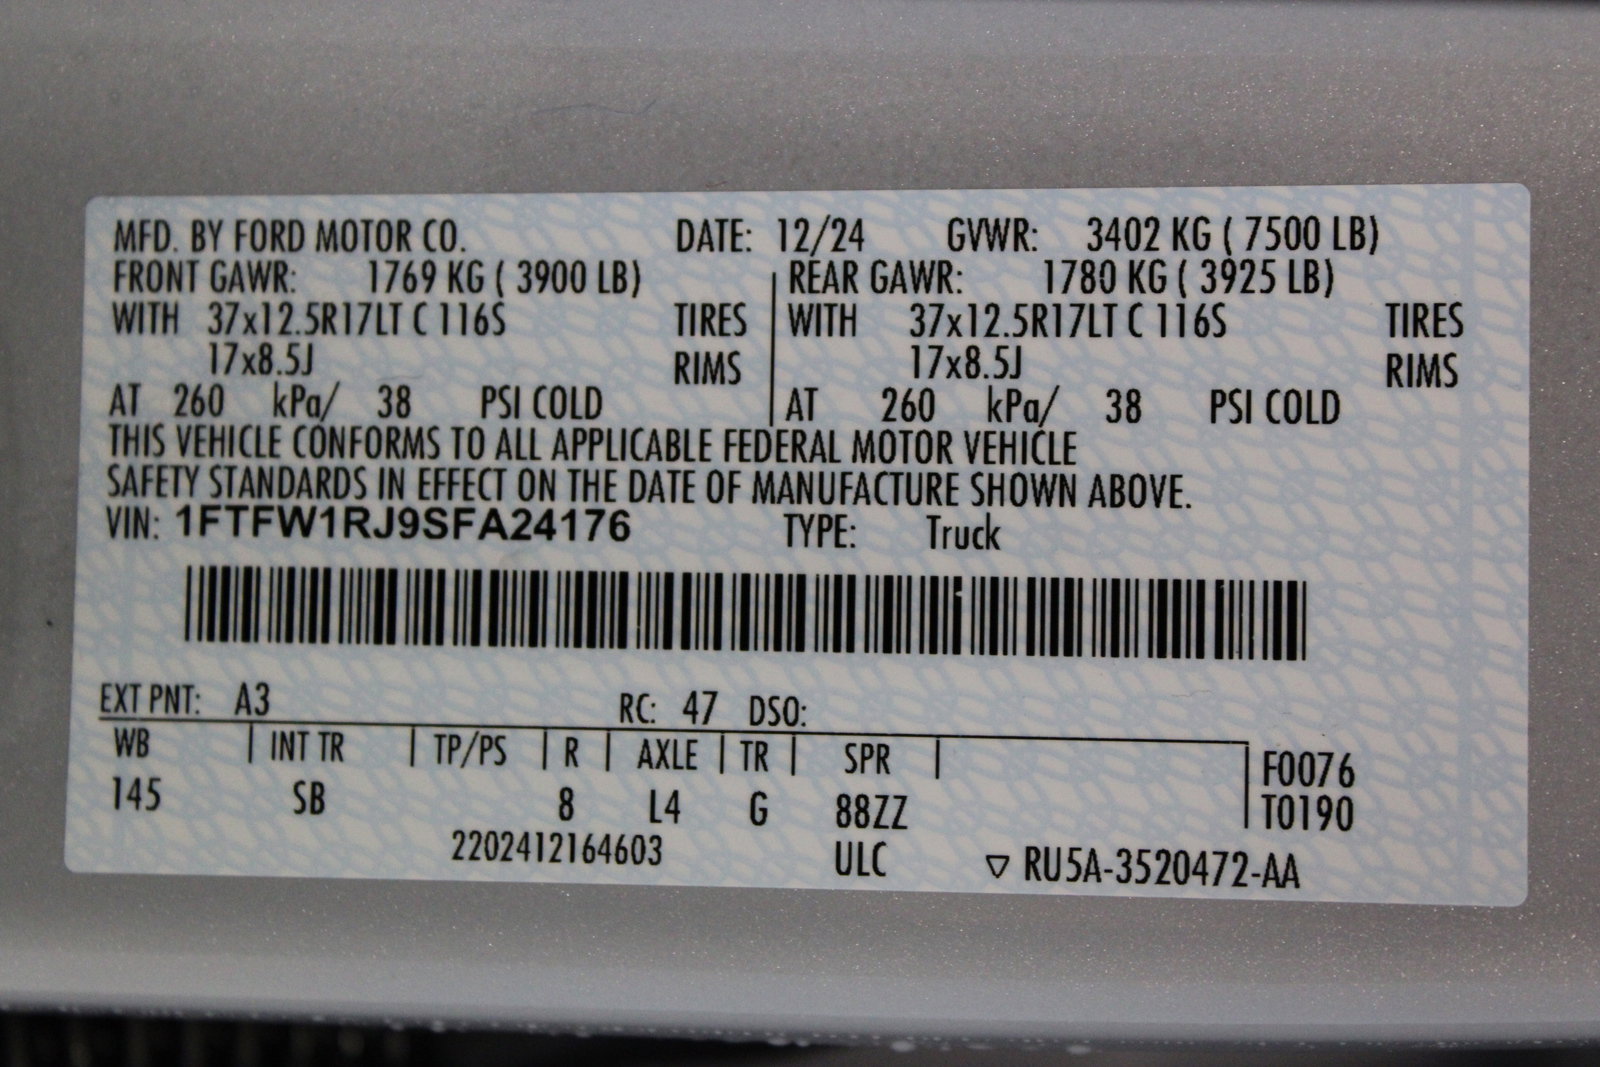 MFD. BY FORD MOTOR CO. DATE: 12/24 GVWR: 3402 KG ( 7500 LB)
FRONT GAWR: 1769 KG ( 3900 LB) REAR GAWR: 1780 KG ( 3925 LB)
WITH 37x12.5R17LT C 116S TIRES WITH 37x12.5R17LT C 116S TIRES
17x8.5J RIMS 17x8.5J RIMS
AT 260 kPa/ 38 PSI COLD AT 260 kPa/ 38 PSI COLD
THIS VEHICLE CONFORMS TO ALL APPLICABLE FEDERAL MOTOR VEHICLE
SAFETY STANDARDS IN EFFECT ON THE DATE OF MANUFACTURE SHOWN ABOVE.
VIN: 1FTFW1RJ9SFA24176 TYPE: Truck
EXT PNT: A3 RC: 47 DSO:
WB INT TR TP/PS R AXLE TR SPR F0076
145 SB 8 L4 G 88ZZ T0190
2202412164603 ULC ▽ RU5A-3520472-AA